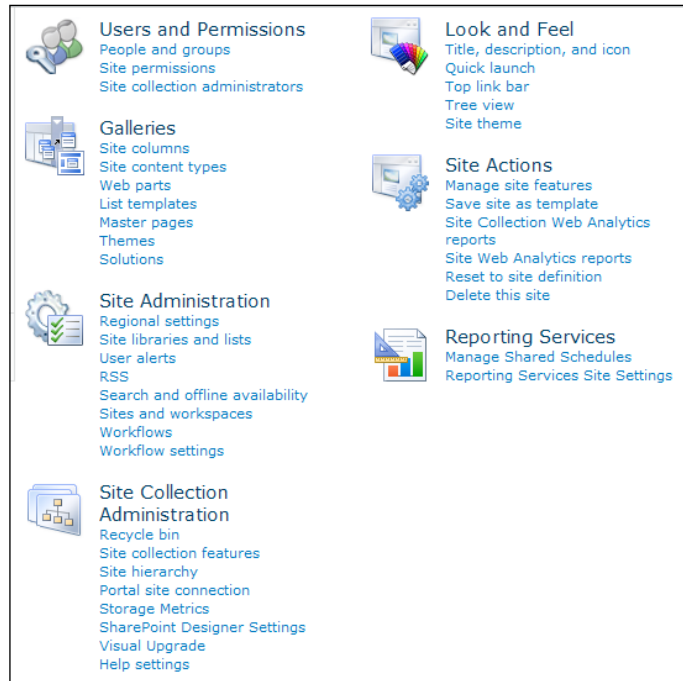 Users and Permissions
People and groups
Site permissions
Site collection administrators
Galleries
Site columns
Site content types
Web parts
List templates
Master pages
Themes
Solutions
Site Administration
Regional settings
Site libraries and lists
User alerts
RSS
Search and offline availability
Sites and workspaces
Workflows
Workflow settings
Site Collection
Administration
Recycle bin
Site collection features
Site hierarchy
Portal site connection
Storage Metrics
SharePoint Designer Settings
Visual Upgrade
Help settings
Look and Feel
Title, description, and icon
Quick launch
Top link bar
Tree view
Site theme
Site Actions
Manage site features
Save site as template
Site Collection Web Analytics
reports
Site Web Analytics reports
Reset to site definition
Delete this site
Reporting Services
Manage Shared Schedules
Reporting Services Site Settings